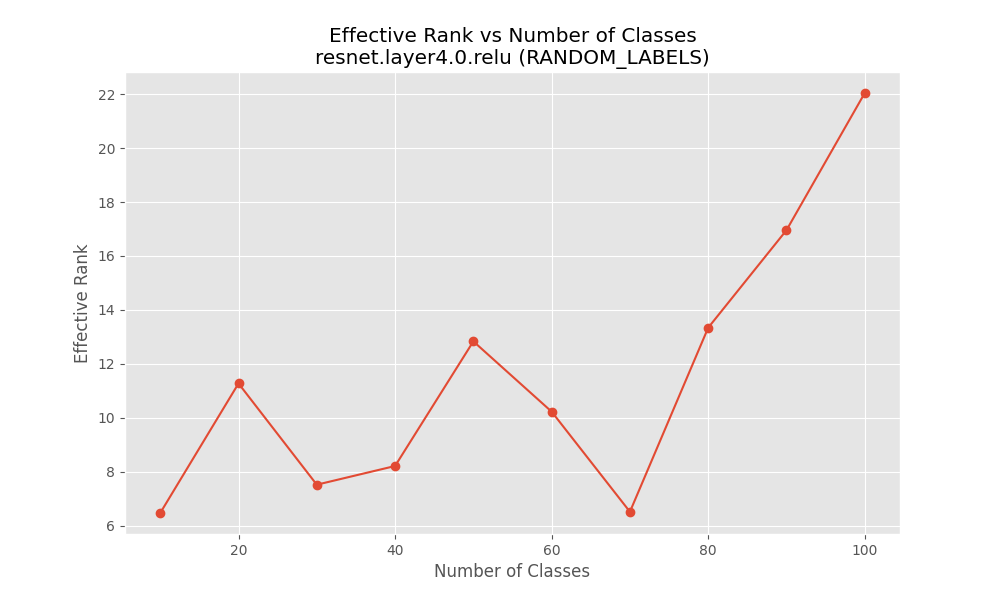 Effective Rank vs Number of Classes
resnet.layer4.0.relu (RANDOM_LABELS)
22
20
18
16
14
12
10
8
6
Effective Rank
20 40 60 80 100
Number of Classes